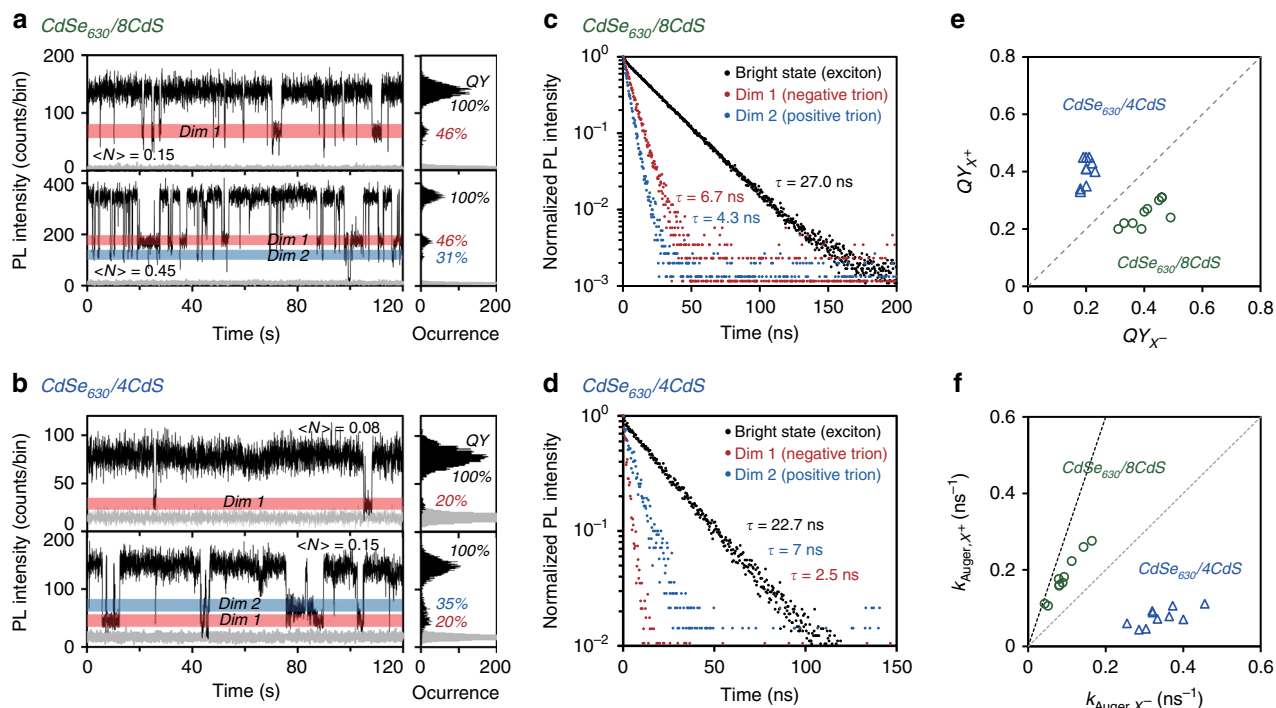 a CdSe630/8CdS
PL intensity (counts/bin)
200
100
0
Dim 1
<N> = 0.15
QY
100%
46%
400
200
0
Dim 1
Dim 2
<N> = 0.45
100%
46%
31%
0 40 80 120
Time (s)
0 100 200
Ocurrence
b CdSe630/4CdS
PL intensity (counts/bin)
100
50
0
<N> = 0.08
Dim 1
QY
100%
20%
200
100
0
<N> = 0.15
Dim 2
Dim 1
100%
35%
20%
0 40 80 120
Time (s)
0 100 200
Ocurrence
c CdSe630/8CdS
Normalized PL intensity
10^0
10^−1
10^−2
10^−3
Bright state (exciton)
Dim 1 (negative trion)
Dim 2 (positive trion)
τ = 27.0 ns
τ = 6.7 ns
τ = 4.3 ns
0 50 100 150 200
Time (ns)
d CdSe630/4CdS
Normalized PL intensity
10^0
10^−1
10^−2
Bright state (exciton)
Dim 1 (negative trion)
Dim 2 (positive trion)
τ = 22.7 ns
τ = 7 ns
τ = 2.5 ns
0 50 100 150
Time (ns)
e
QYX+
0.8
0.6
0.4
0.2
0
CdSe630/4CdS
CdSe630/8CdS
0 0.2 0.4 0.6 0.8
QYX−
f
kAuger,X+ (ns−1)
0.6
0.4
0.2
0
CdSe630/8CdS
CdSe630/4CdS
0 0.2 0.4 0.6
kAuger,X− (ns−1)